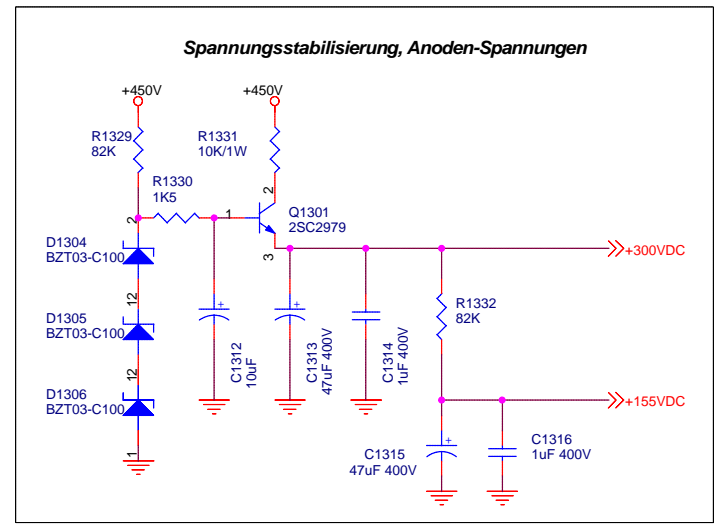 Spannungsstabilisierung, Anoden-Spannungen
+450V
+450V
R1329
82K
R1331
10K/1W
R1330
1K5
2
1
2
Q1301
2SC2979
3
D1304
BZT03-C100
+300VDC
12
D1305
BZT03-C100
12
D1306
BZT03-C100
1
+
C1312
10uF
+
C1313
47uF 400V
C1314
1uF 400V
R1332
82K
+155VDC
+
C1315
47uF 400V
C1316
1uF 400V